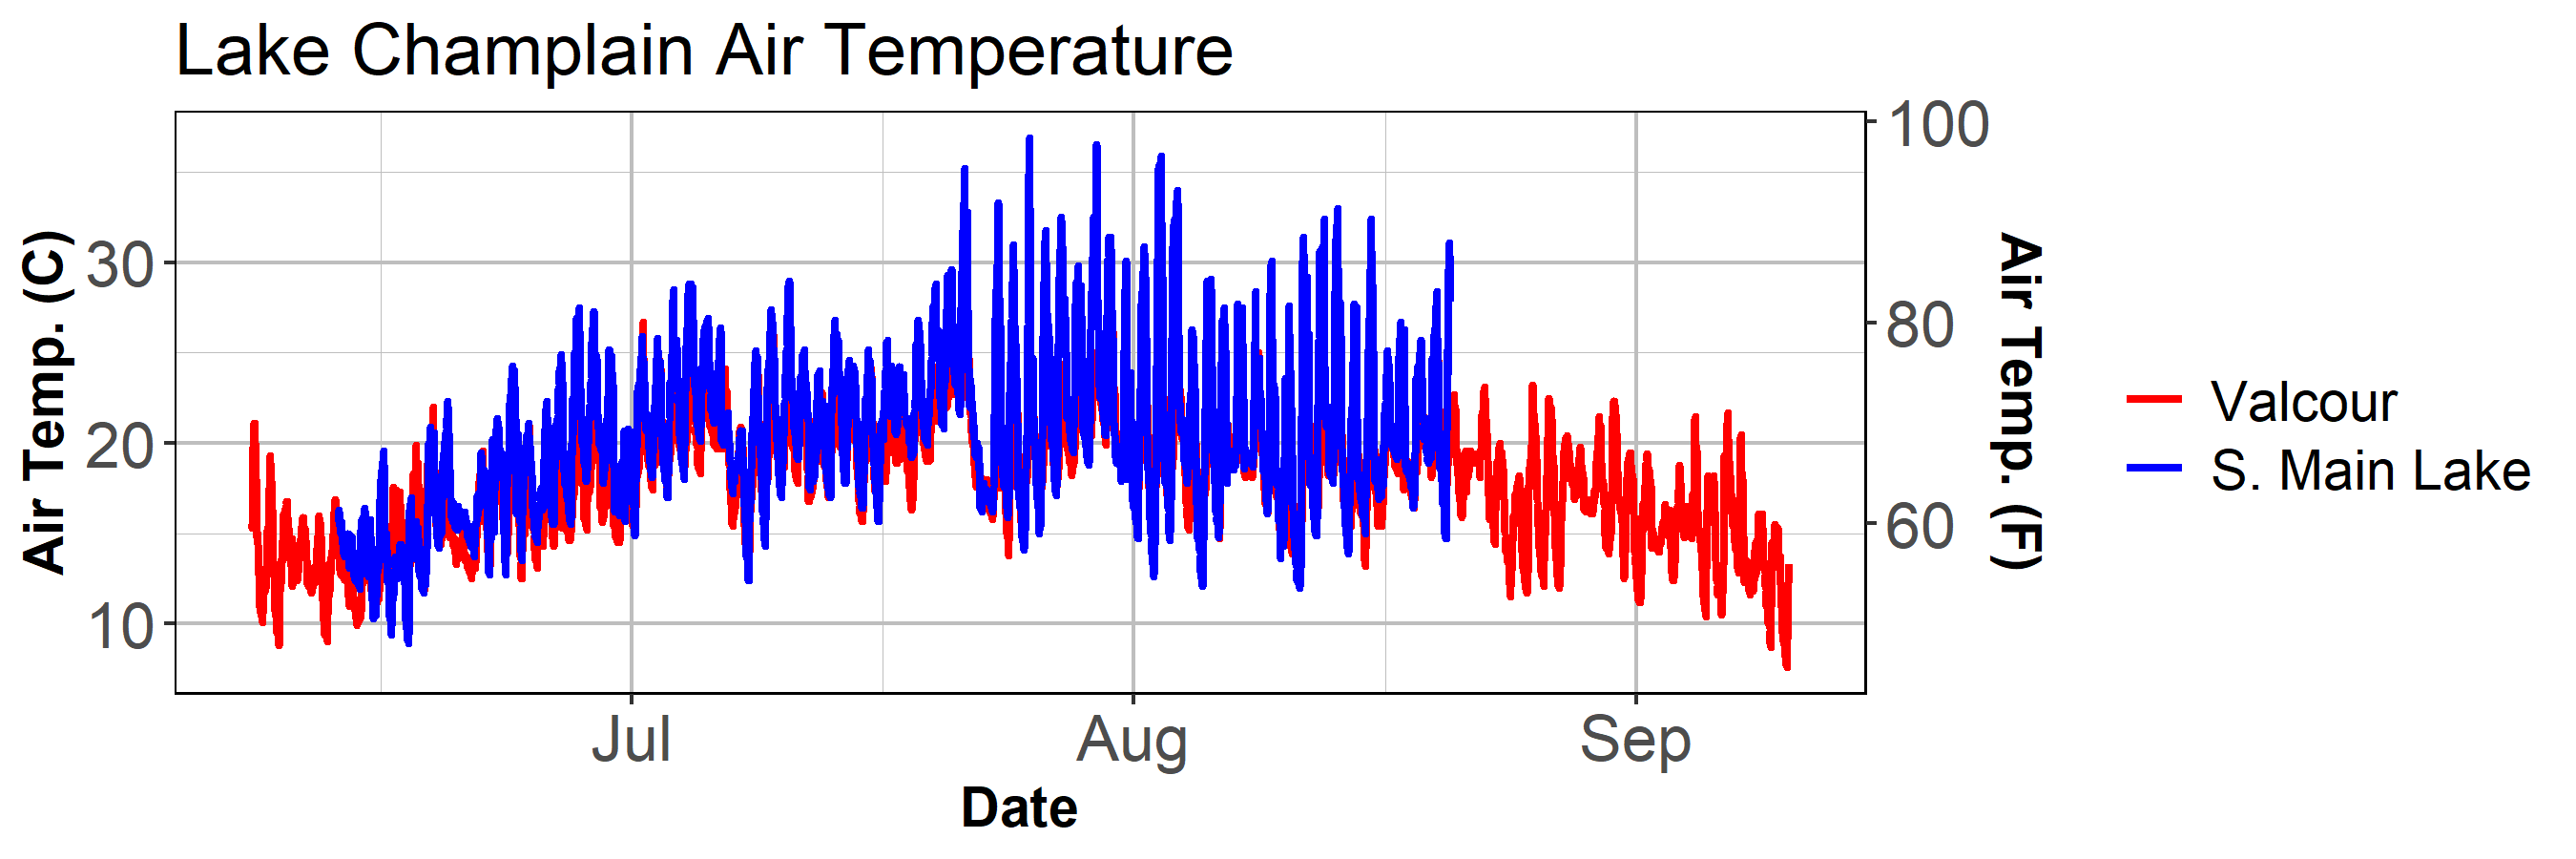 Lake Champlain Air Temperature
Air Temp. (C)
30
20
10
100
80
60
Air Temp. (F)
Jul Aug Sep
Date
Valcour
S. Main Lake